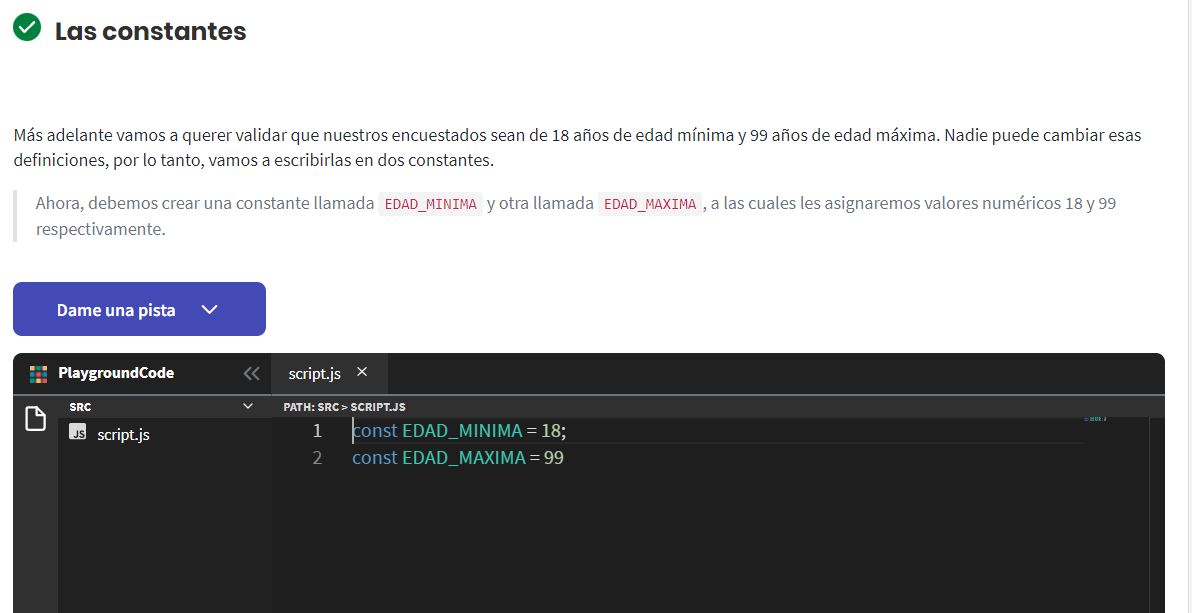 Las constantes
Más adelante vamos a querer validar que nuestros encuestados sean de 18 años de edad mínima y 99 años de edad máxima. Nadie puede cambiar esas
definiciones, por lo tanto, vamos a escribirlas en dos constantes.
Ahora, debemos crear una constante llamada EDAD_MINIMA y otra llamada EDAD_MAXIMA , a las cuales les asignaremos valores numéricos 18 y 99
respectivamente.
Dame una pista
PlaygroundCode
script.js
SRC
PATH: SRC > SCRIPT.JS
JS script.js
1 const EDAD_MINIMA = 18;
2 const EDAD_MAXIMA = 99